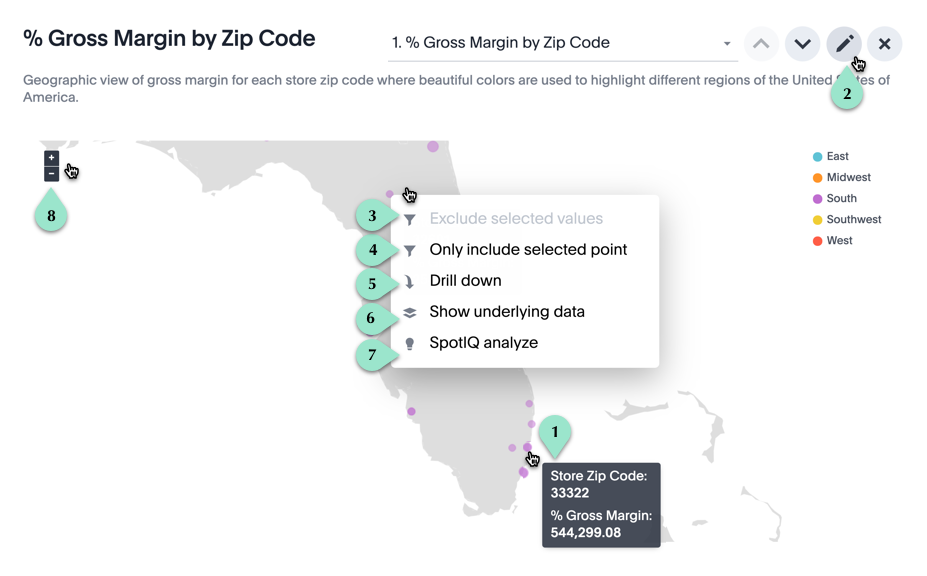 % Gross Margin by Zip Code
1. % Gross Margin by Zip Code
Geographic view of gross margin for each store zip code where beautiful colors are used to highlight different regions of the United States of
America.
2
+
−
8
East
Midwest
South
Southwest
West
3 Exclude selected values
4 Only include selected point
5 Drill down
6 Show underlying data
7 SpotIQ analyze
1
Store Zip Code:
33322
% Gross Margin:
544,299.08